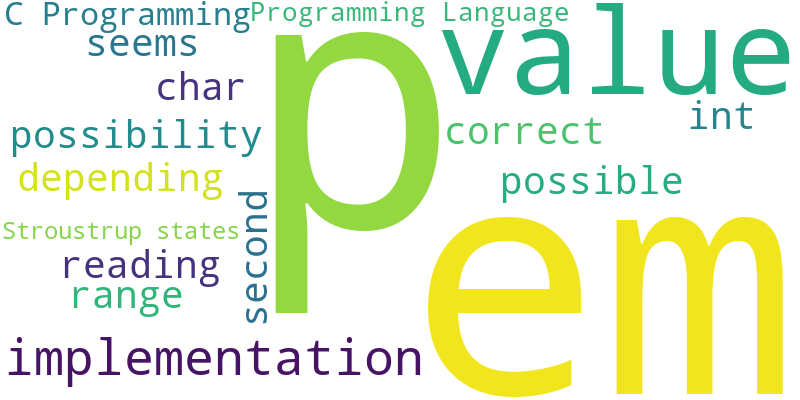 C Programming
Programming Language
seems
p
value
char
int
possibility
correct
depending
possible
second
Stroustrup states
em
reading
range
implementation